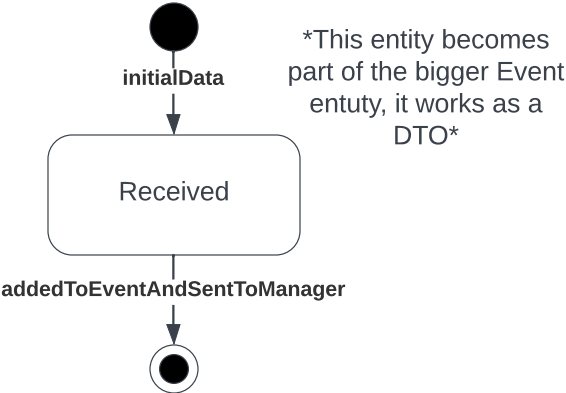 *This entity becomes
part of the bigger Event
entuty, it works as a
DTO*
initialData
Received
addedToEventAndSentToManager